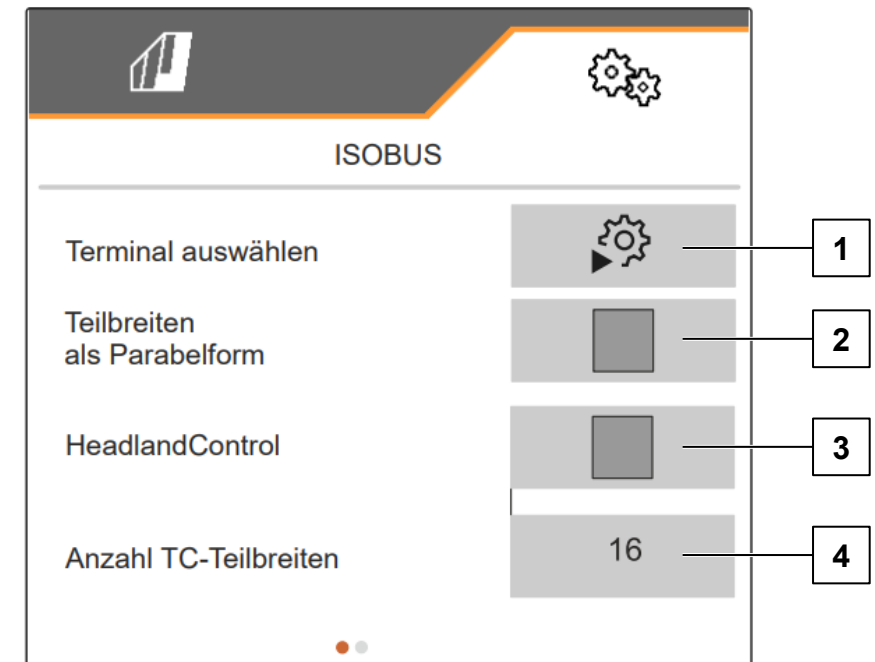 ISOBUS
Terminal auswählen
1
Teilbreiten
als Parabelform
2
HeadlandControl
3
Anzahl TC-Teilbreiten
16
4